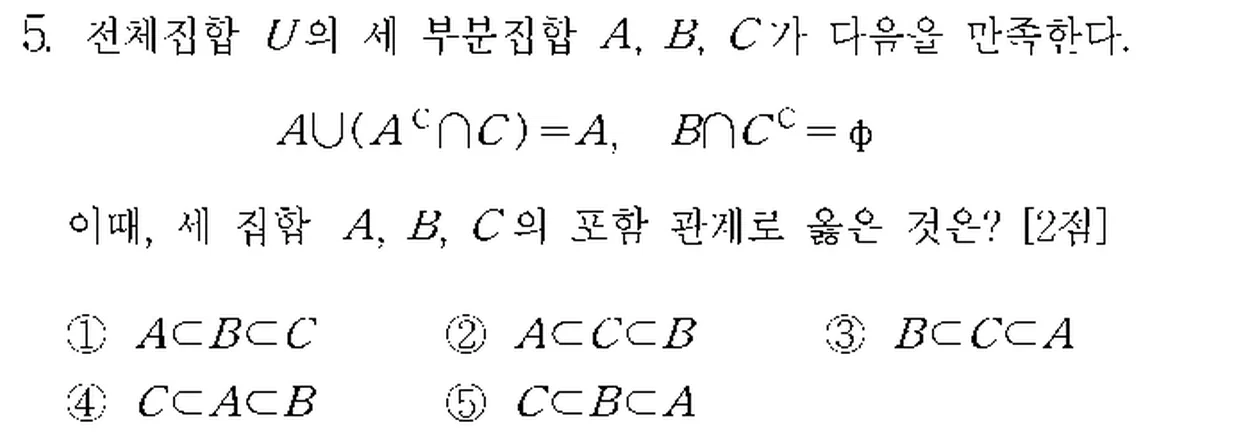 5. 전체집합 U의 세 부분집합 A, B, C가 다음을 만족한다.
A∪(Aᶜ∩C)=A, B∩Cᶜ=φ
이때, 세 집합 A, B, C의 포함 관계로 옳은 것은? [2점]
① A⊂B⊂C ② A⊂C⊂B ③ B⊂C⊂A
④ C⊂A⊂B ⑤ C⊂B⊂A